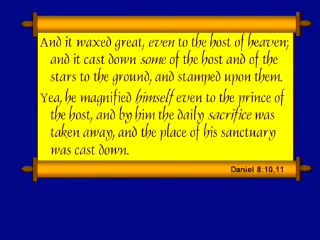 And it waxed great, even to the host of heaven;
and it cast down some of the host and of the
stars to the ground, and stamped upon them.
Yea, he magnified himself even to the prince of
the host, and by him the daily sacrifice was
taken away, and the place of his sanctuary
was cast down.
Daniel 8:10,11